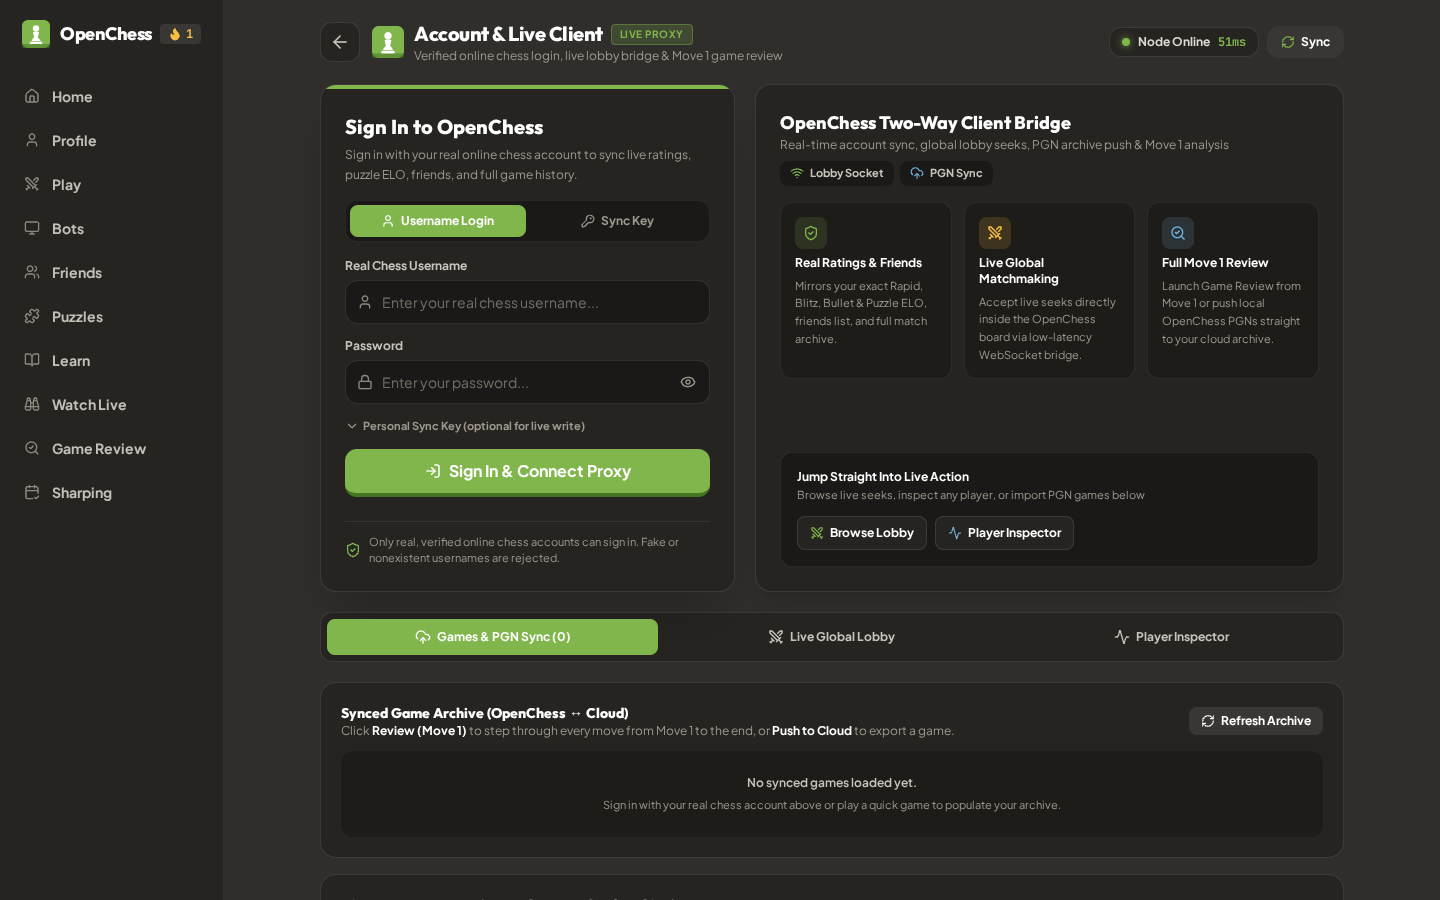 OpenChess
1
Home
Profile
Play
Bots
Friends
Puzzles
Learn
Watch Live
Game Review
Sharping
Account & Live Client
LIVE PROXY
Verified online chess login, live lobby bridge & Move 1 game review
Node Online 51ms
Sync
Sign In to OpenChess
Sign in with your real online chess account to sync live ratings,
puzzle ELO, friends, and full game history.
Username Login
Sync Key
Real Chess Username
Enter your real chess username...
Password
Enter your password...
Personal Sync Key (optional for live write)
Sign In & Connect Proxy
Only real, verified online chess accounts can sign in. Fake or
nonexistent usernames are rejected.
OpenChess Two-Way Client Bridge
Real-time account sync, global lobby seeks, PGN archive push & Move 1 analysis
Lobby Socket
PGN Sync
Real Ratings & Friends
Mirrors your exact Rapid,
Blitz, Bullet & Puzzle ELO,
friends list, and full match
archive.
Live Global
Matchmaking
Accept live seeks directly
inside the OpenChess
board via low-latency
WebSocket bridge.
Full Move 1 Review
Launch Game Review from
Move 1 or push local
OpenChess PGNs straight
to your cloud archive.
Jump Straight Into Live Action
Browse live seeks, inspect any player, or import PGN games below
Browse Lobby
Player Inspector
Games & PGN Sync (0)
Live Global Lobby
Player Inspector
Synced Game Archive (OpenChess ↔ Cloud)
Click Review (Move 1) to step through every move from Move 1 to the end, or Push to Cloud to export a game.
Refresh Archive
No synced games loaded yet.
Sign in with your real chess account above or play a quick game to populate your archive.